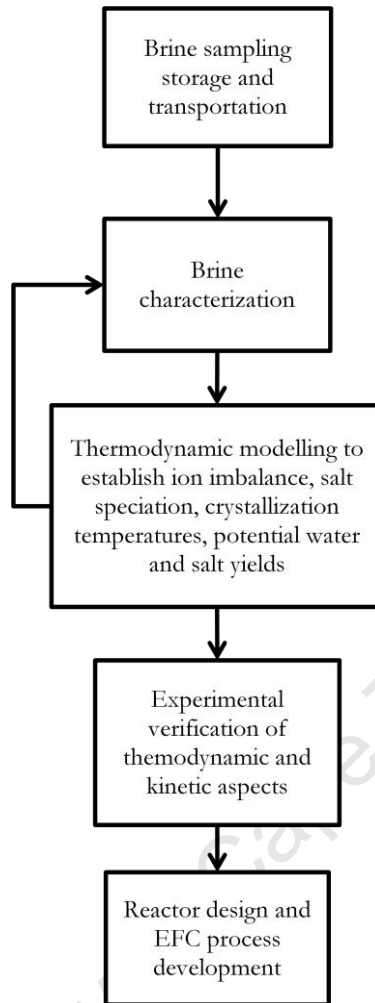 Brine sampling
storage and
transportation
Brine
characterization
Thermodynamic modelling to
establish ion imbalance, salt
speciation, crystallization
temperatures, potential water
and salt yields
Experimental
verification of
themodynamic and
kinetic aspects
Reactor design and
EFC process
development